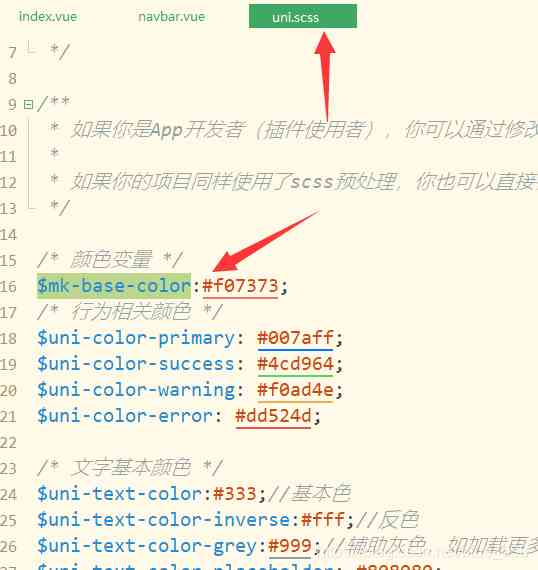 index.vue navbar.vue uni.scss
7 */
8
9 /**
10 * 如果你是App开发者（插件使用者），你可以通过修改
11 *
12 * 如果你的项目同样使用了scss预处理，你也可以直接
13 */
14
15 /* 颜色变量 */
16 $mk-base-color:#f07373;
17 /* 行为相关颜色 */
18 $uni-color-primary: #007aff;
19 $uni-color-success: #4cd964;
20 $uni-color-warning: #f0ad4e;
21 $uni-color-error: #dd524d;
22
23 /* 文字基本颜色 */
24 $uni-text-color:#333;//基本色
25 $uni-text-color-inverse:#fff;//反色
26 $uni-text-color-grey:#999;//辅助灰色，如加载更多
27 $uni-text-color-placeholder: #808080;